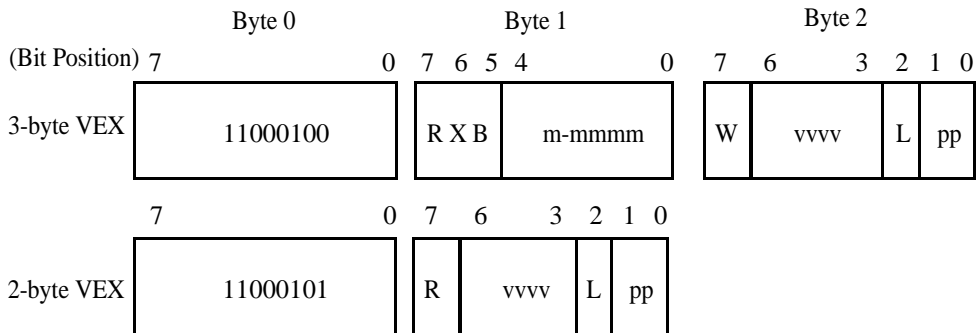 Byte 0 Byte 1 Byte 2
(Bit Position) 7 0 7 6 5 4 0 7 6 3 2 1 0
3-byte VEX 11000100 R X B m-mmmm W vvvv L pp
7 0 7 6 3 2 1 0
2-byte VEX 11000101 R vvvv L pp